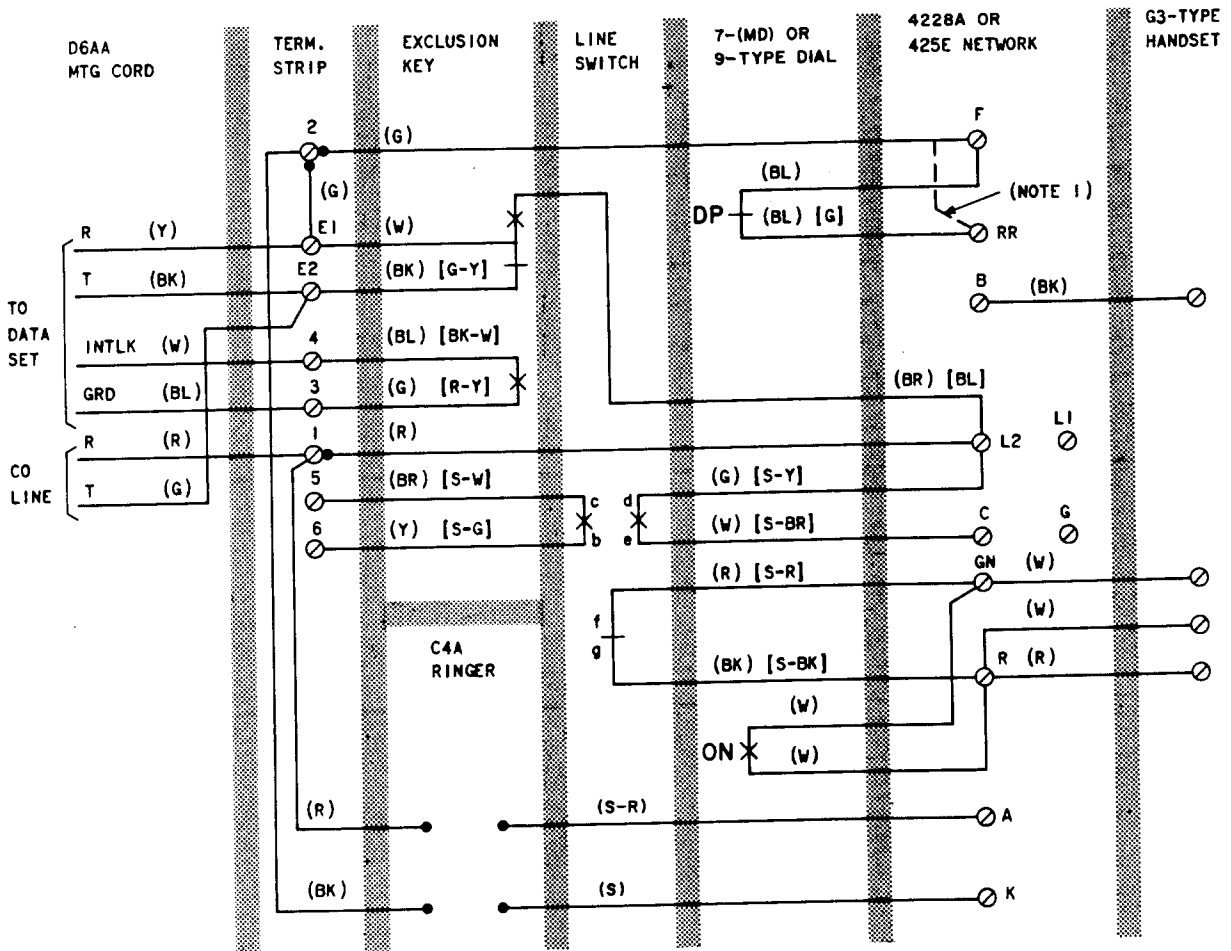 D6AA
MTG CORD
TERM.
STRIP
EXCLUSION
KEY
LINE
SWITCH
7-(MD) OR
9-TYPE DIAL
4228A OR
425E NETWORK
G3-TYPE
HANDSET
2
(G)
F
(G)
(BL)
(NOTE 1)
DP
(BL) [G]
RR
R
(Y)
E1
(W)
T
(BK)
E2
(BK) [G-Y]
B
(BK)
TO
DATA
SET
INTLK
(W)
4
(BL) [BK-W]
GRD
(BL)
3
(G) [R-Y]
(BR) [BL]
CO
LINE
R
(R)
1
(R)
L2
L1
T
(G)
5
(BR) [S-W]
c
d
(G) [S-Y]
6
(Y) [S-G]
b
e
(W) [S-BR]
C
G
(R) [S-R]
GN
(W)
f
g
(W)
C4A
RINGER
(BK) [S-BK]
R
(R)
(W)
ON
(W)
(R)
(S-R)
A
(BK)
(S)
K